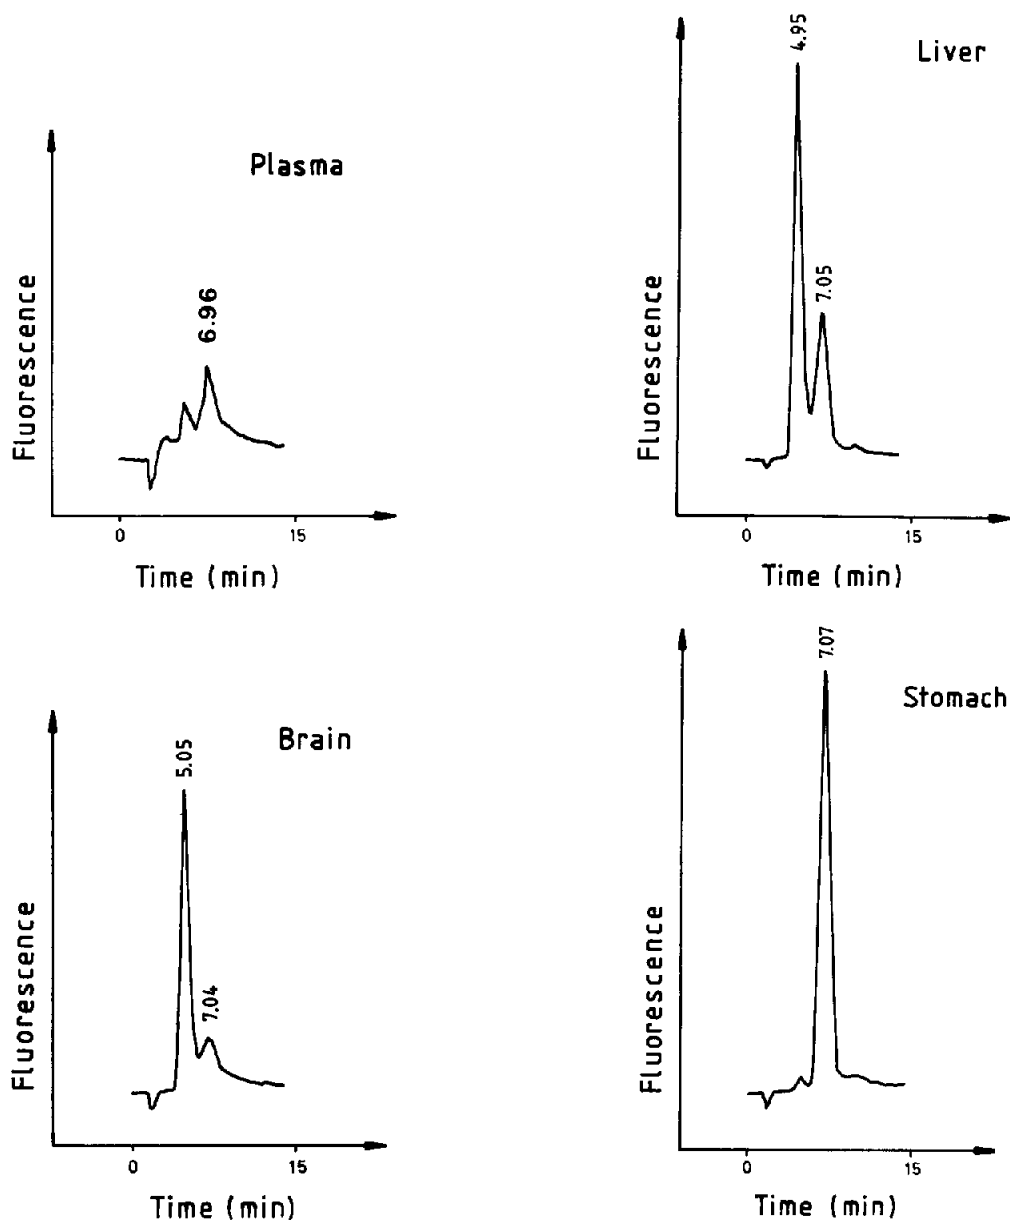 Plasma
6.96
Fluorescence
0
15
Time (min)
4.95
Liver
7.05
Fluorescence
0
15
Time (min)
Brain
5.05
7.04
Fluorescence
0
15
Time (min)
7.07
Stomach
Fluorescence
0
15
Time (min)